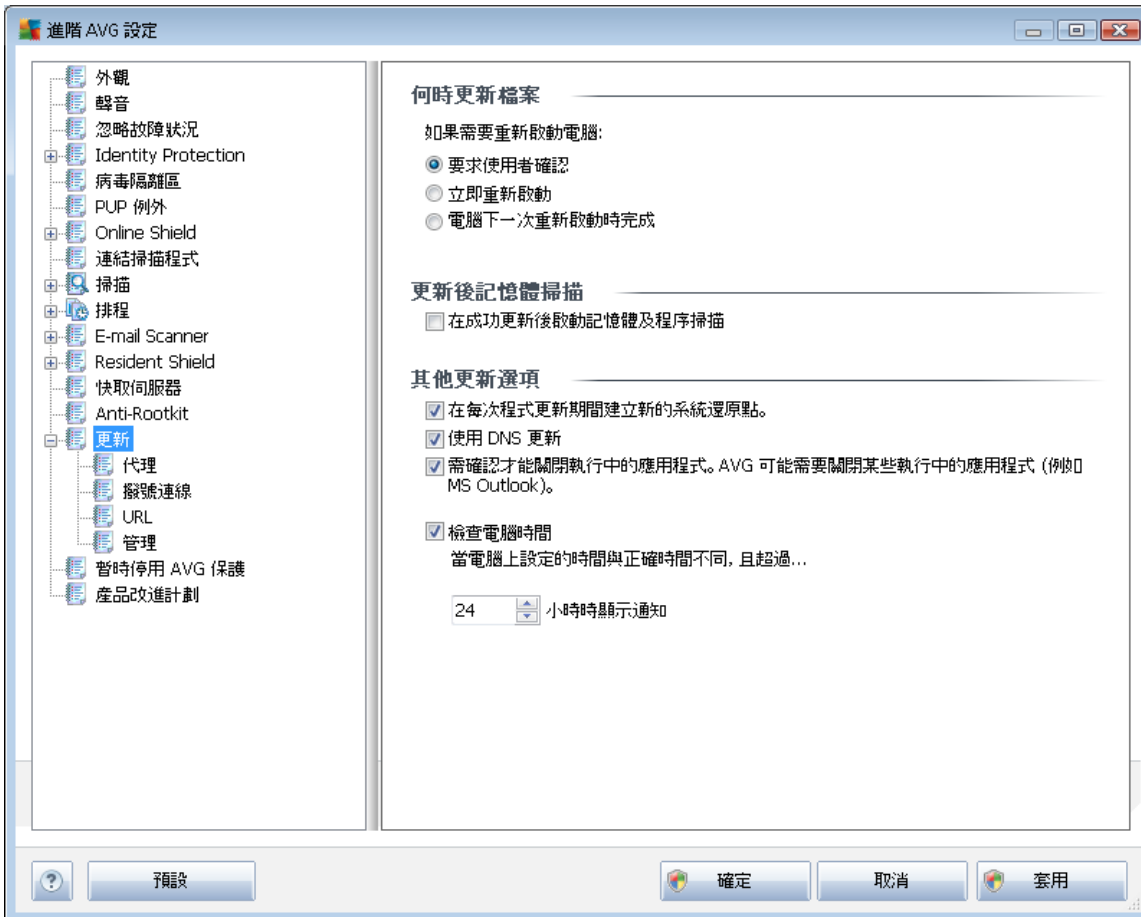 進階 AVG 設定
外觀
聲音
忽略故障狀況
Identity Protection
病毒隔離區
PUP 例外
Online Shield
連結掃描程式
掃描
排程
E-mail Scanner
Resident Shield
快取伺服器
Anti-Rootkit
更新
代理
撥號連線
URL
管理
暫時停用 AVG 保護
產品改進計劃
何時更新檔案
如果需要重新啟動電腦:
要求使用者確認
立即重新啟動
電腦下一次重新啟動時完成
更新後記憶體掃描
在成功更新後啟動記憶體及程序掃描
其他更新選項
在每次程式更新期間建立新的系統還原點。
使用 DNS 更新
需確認才能關閉執行中的應用程式。AVG 可能需要關閉某些執行中的應用程式 (例如
MS Outlook)。
檢查電腦時間
當電腦上設定的時間與正確時間不同, 且超過...
24 小時時顯示通知
?
預設
確定
取消
套用